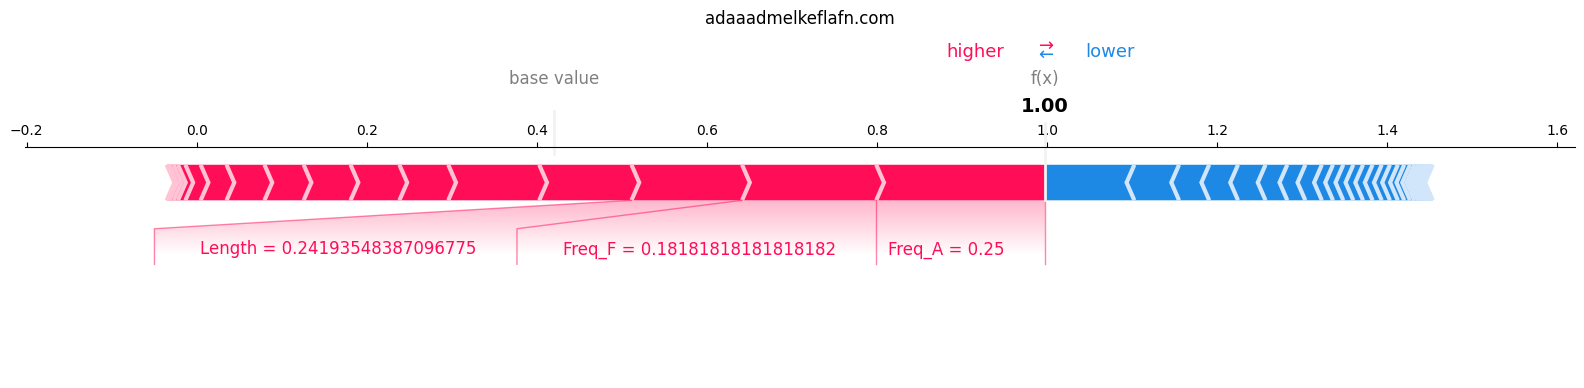 adaaadmelkeflafn.com
higher ⇄ lower
base value f(x)
1.00
−0.2 0.0 0.2 0.4 0.6 0.8 1.0 1.2 1.4 1.6
Length = 0.24193548387096775 Freq_F = 0.18181818181818182 Freq_A = 0.25